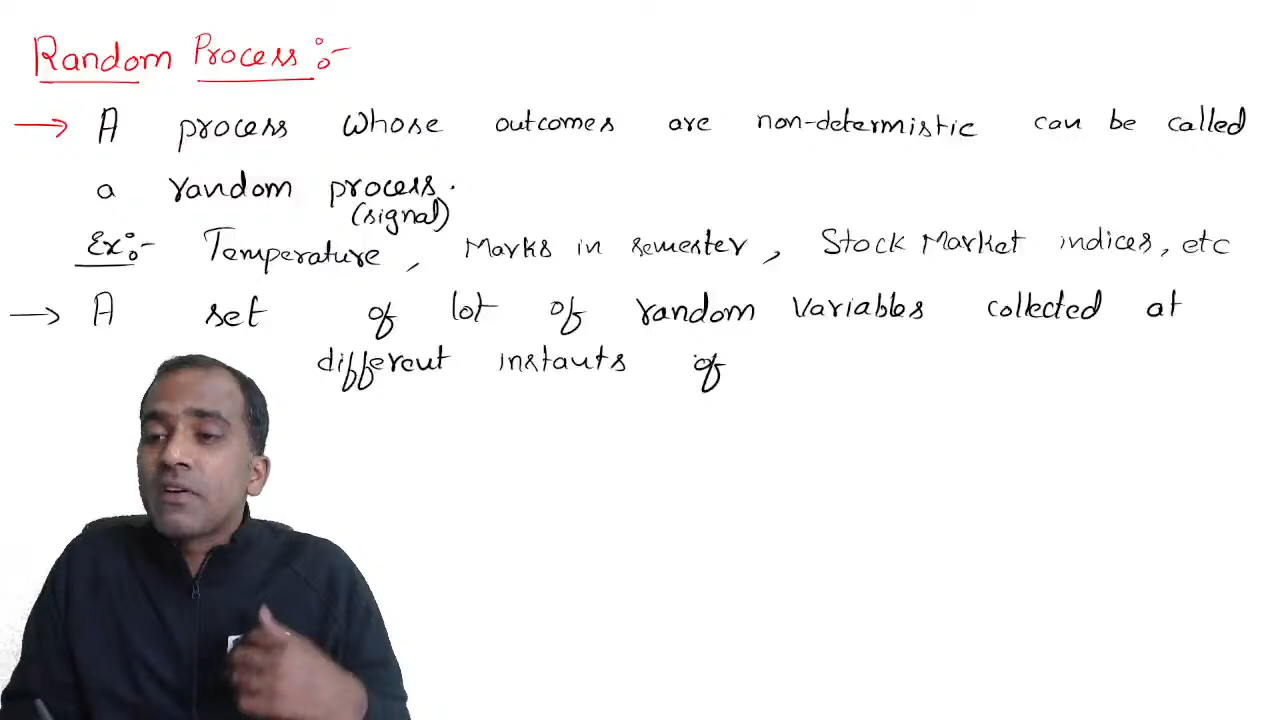 Random Process :-
→ A process whose outcomes are non-determistic can be called
a random process.
(signal)
Ex:- Temperature, Marks in semester, Stock Market indices, etc
→ A set of lot of random variables collected at
different instants of